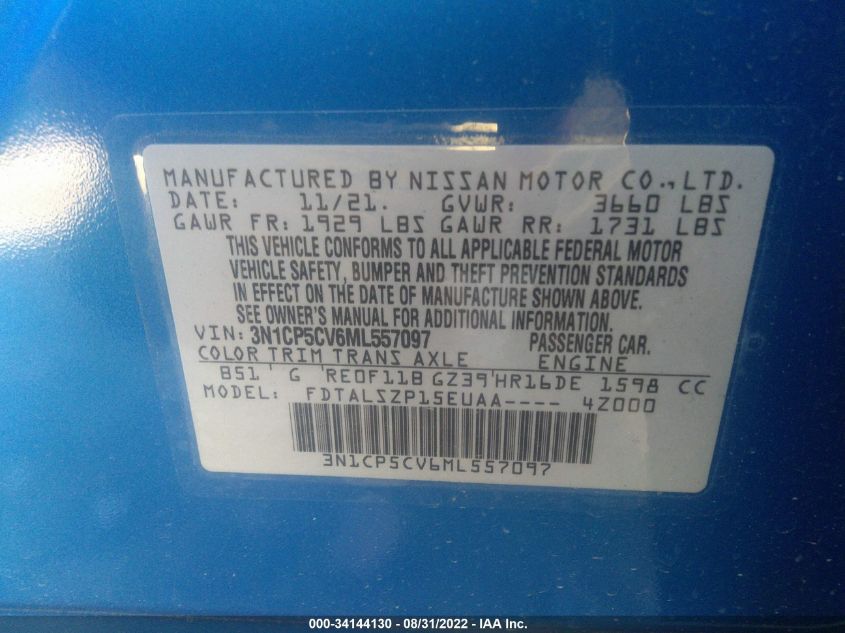 MANUFACTURED BY NISSAN MOTOR CO., LTD.
DATE: 11/21. GVWR: 3660 LBS
GAWR FR: 1929 LBS GAWR RR: 1731 LBS
THIS VEHICLE CONFORMS TO ALL APPLICABLE FEDERAL MOTOR
VEHICLE SAFETY, BUMPER AND THEFT PREVENTION STANDARDS
IN EFFECT ON THE DATE OF MANUFACTURE SHOWN ABOVE.
SEE OWNER'S MANUAL FOR ADDITIONAL INFORMATION.
VIN: 3N1CP5CV6ML557097 PASSENGER CAR.
COLOR TRIM TRANS AXLE ENGINE
B51' G 'RE0F11B GZ39'HR16DE 1598 CC
MODEL: FDTALSZP15EUAA---- 4Z000
3N1CP5CV6ML557097
000-34144130 - 08/31/2022 - IAA Inc.